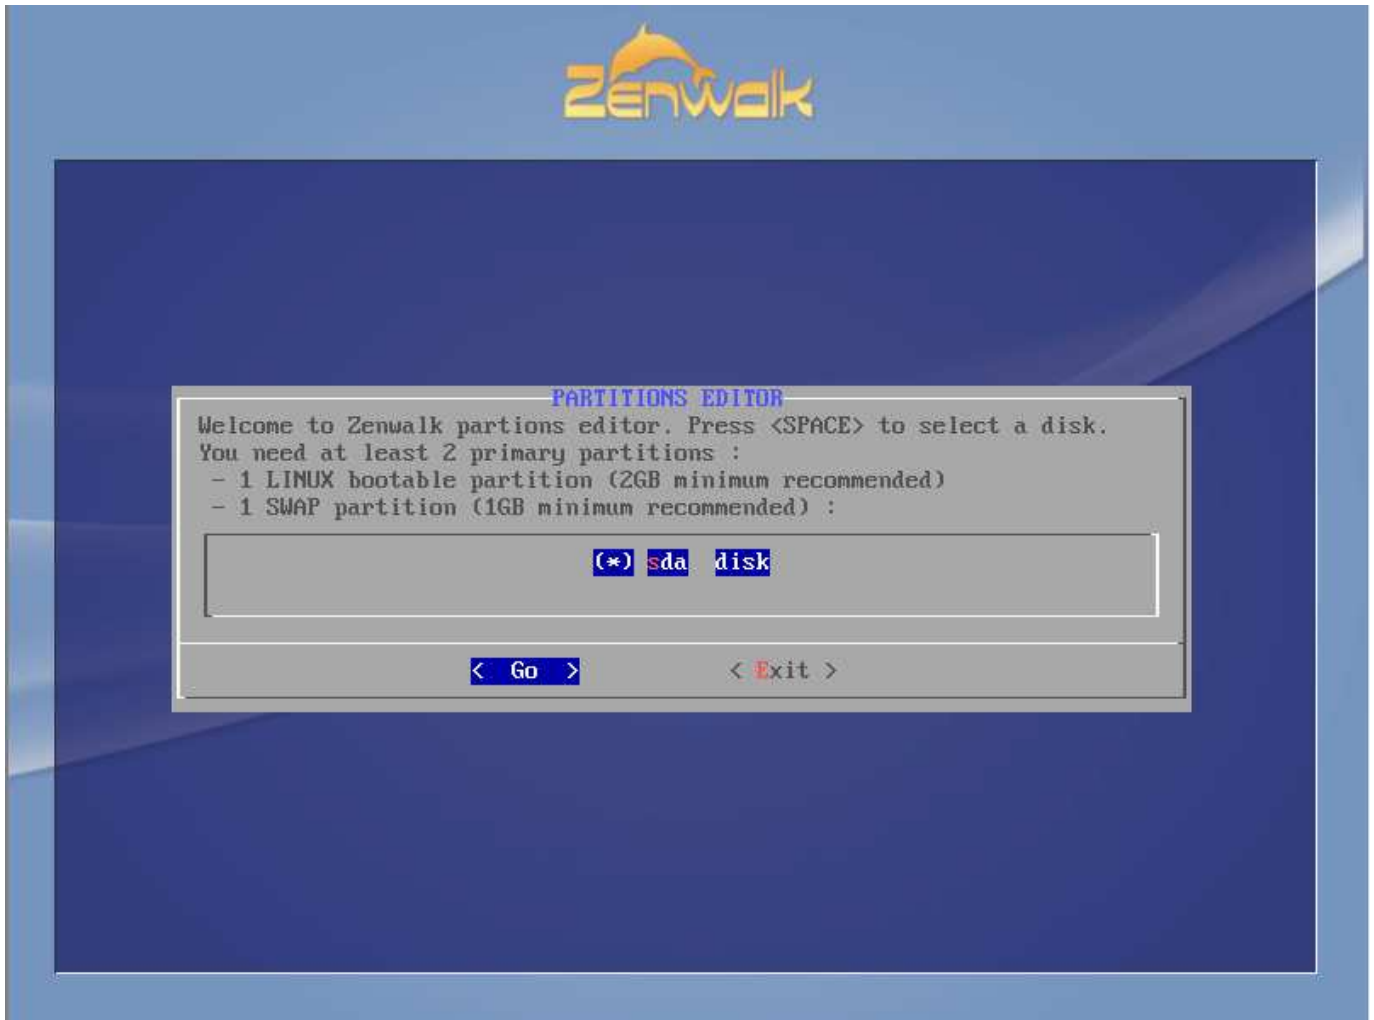 Zenwalk
PARTITIONS EDITOR
Welcome to Zenwalk partions editor. Press <SPACE> to select a disk.
You need at least 2 primary partitions :
- 1 LINUX bootable partition (2GB minimum recommended)
- 1 SWAP partition (1GB minimum recommended) :
(*) sda disk
< Go > < Exit >